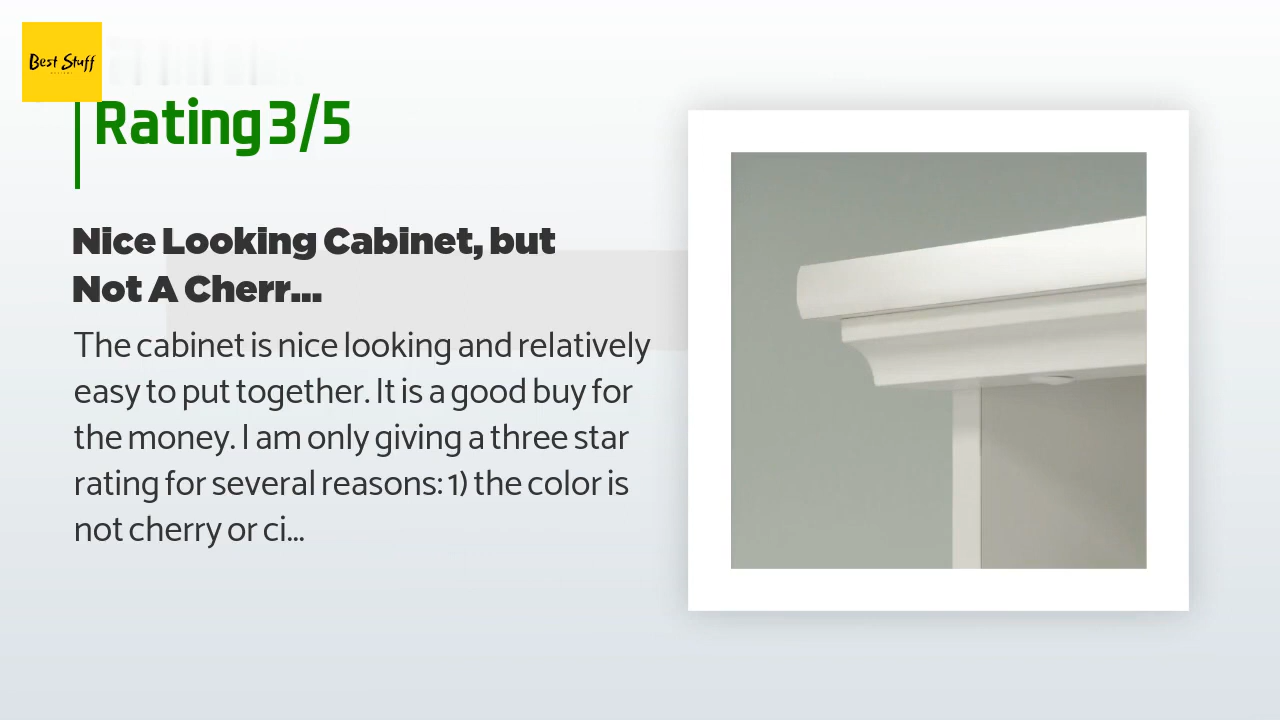 Best Stuff
Rating 3/5
Nice Looking Cabinet, but
Not A Cherr...
The cabinet is nice looking and relatively
easy to put together. It is a good buy for
the money. I am only giving a three star
rating for several reasons: 1) the color is
not cherry or ci...